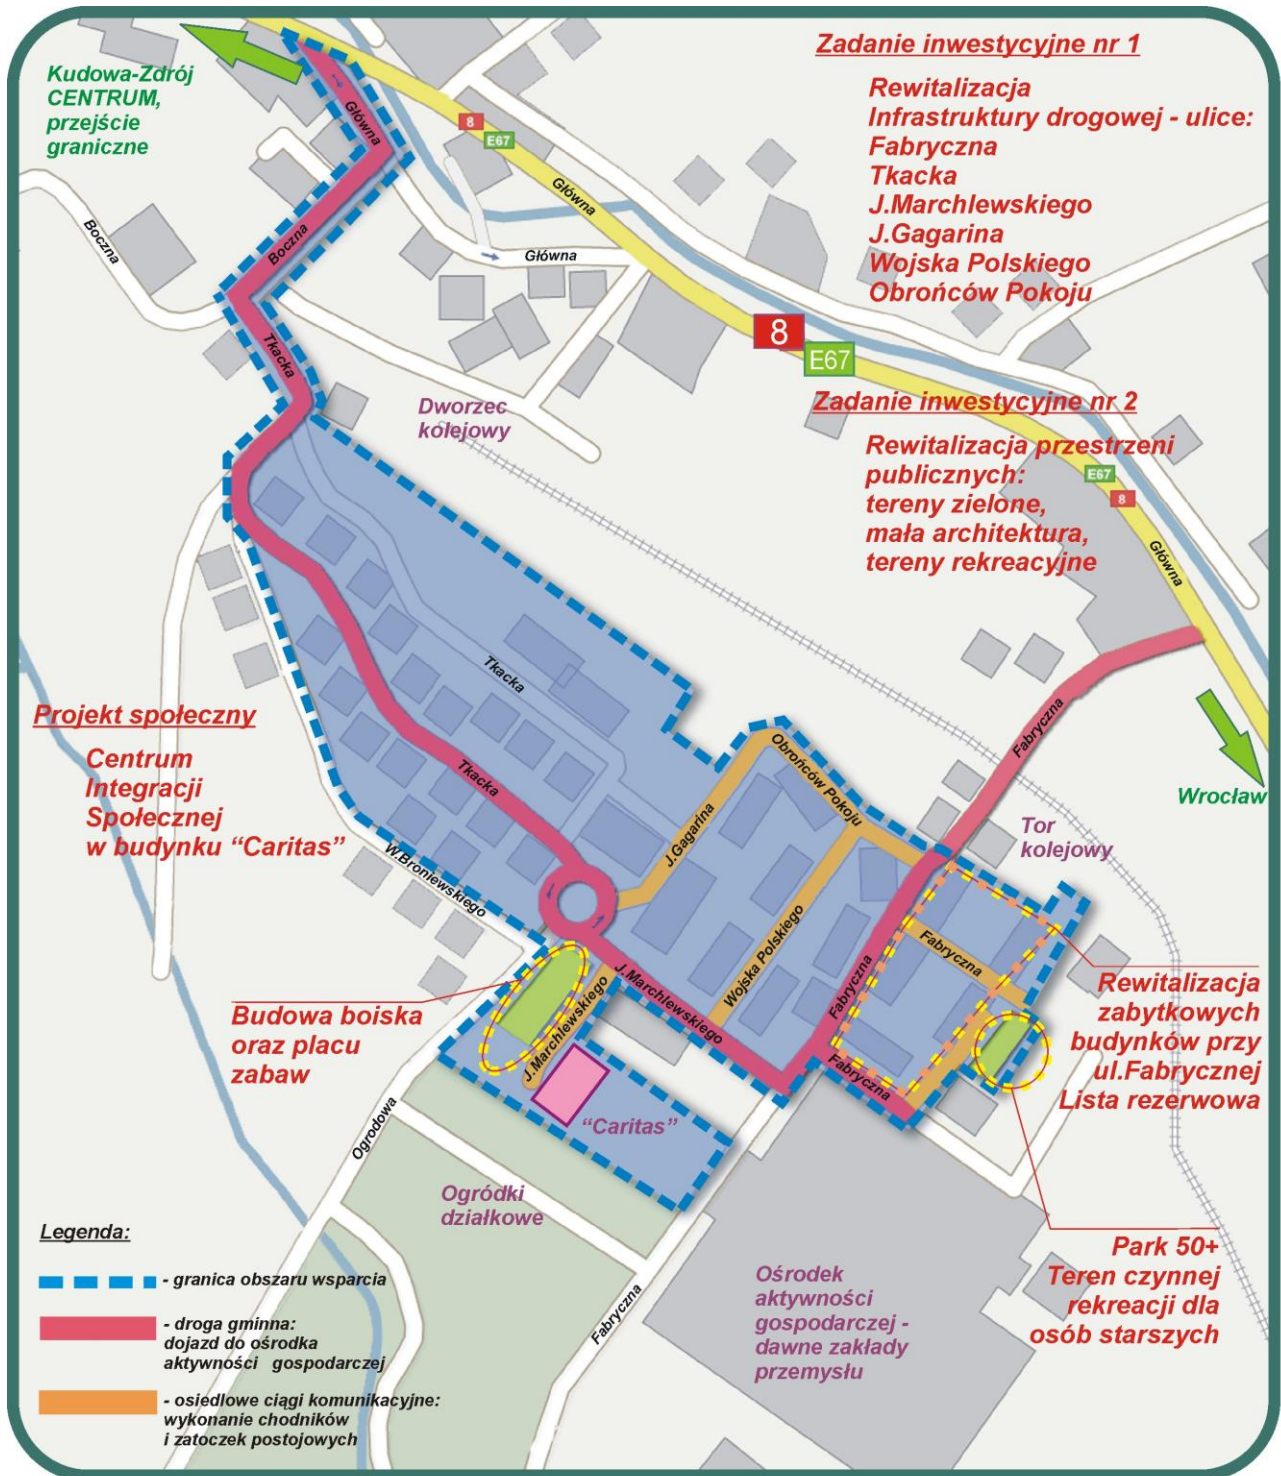 Zadanie inwestycyjne nr 1
Rewitalizacja
Infrastruktury drogowej - ulice:
Fabryczna
Tkacka
J.Marchlewskiego
J.Gagarina
Wojska Polskiego
Obrońców Pokoju
Kudowa-Zdrój
CENTRUM,
przejście
graniczne
Główna
8
E67
Główna
Boczna
Boczna
Główna
8
E67
Tkacka
Dworzec
kolejowy
Zadanie inwestycyjne nr 2
Rewitalizacja przestrzeni
publicznych:
tereny zielone,
mała architektura,
tereny rekreacyjne
E67
8
Główna
Tkacka
Projekt społeczny
Centrum
Integracji
Społecznej
w budynku “Caritas”
Tkacka
Obrońców Pokoju
Fabryczna
Wrocław
J.Gagarina
Tor
kolejowy
W.Broniewskiego
Wojska Polskiego
Fabryczna
Fabryczna
J.Marchlewskiego
J.Marchlewskiego
Budowa boiska
oraz placu
zabaw
Rewitalizacja
zabytkowych
budynków przy
ul.Fabrycznej
Lista rezerwowa
Fabryczna
“Caritas”
Ogrodowa
Ogródki
działkowe
Fabryczna
Ośrodek
aktywności
gospodarczej -
dawne zakłady
przemysłu
Park 50+
Teren czynnej
rekreacji dla
osób starszych
Legenda:
- granica obszaru wsparcia
- droga gminna:
dojazd do ośrodka
aktywności gospodarczej
- osiedlowe ciągi komunikacyjne:
wykonanie chodników
i zatoczek postojowych